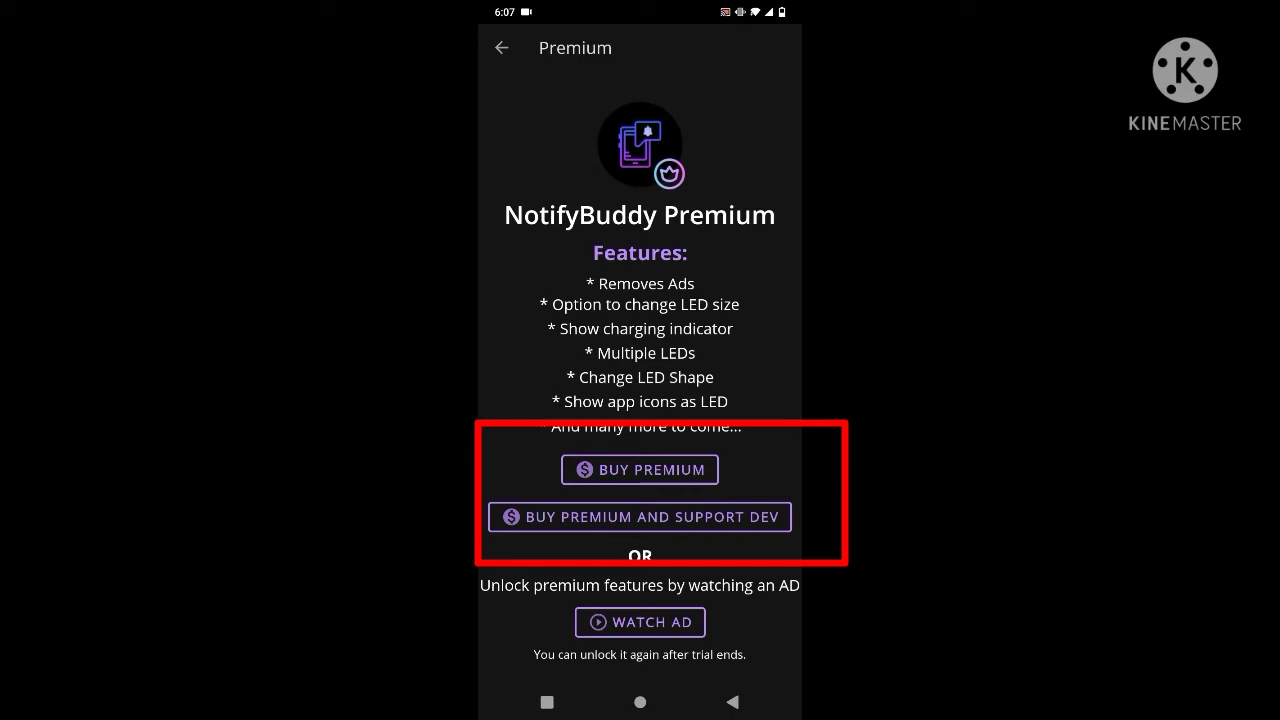 6:07
Premium
K
KINEMASTER
NotifyBuddy Premium
Features:
* Removes Ads
* Option to change LED size
* Show charging indicator
* Multiple LEDs
* Change LED Shape
* Show app icons as LED
* And many more to come...
$ BUY PREMIUM
$ BUY PREMIUM AND SUPPORT DEV
OR
Unlock premium features by watching an AD
WATCH AD
You can unlock it again after trial ends.